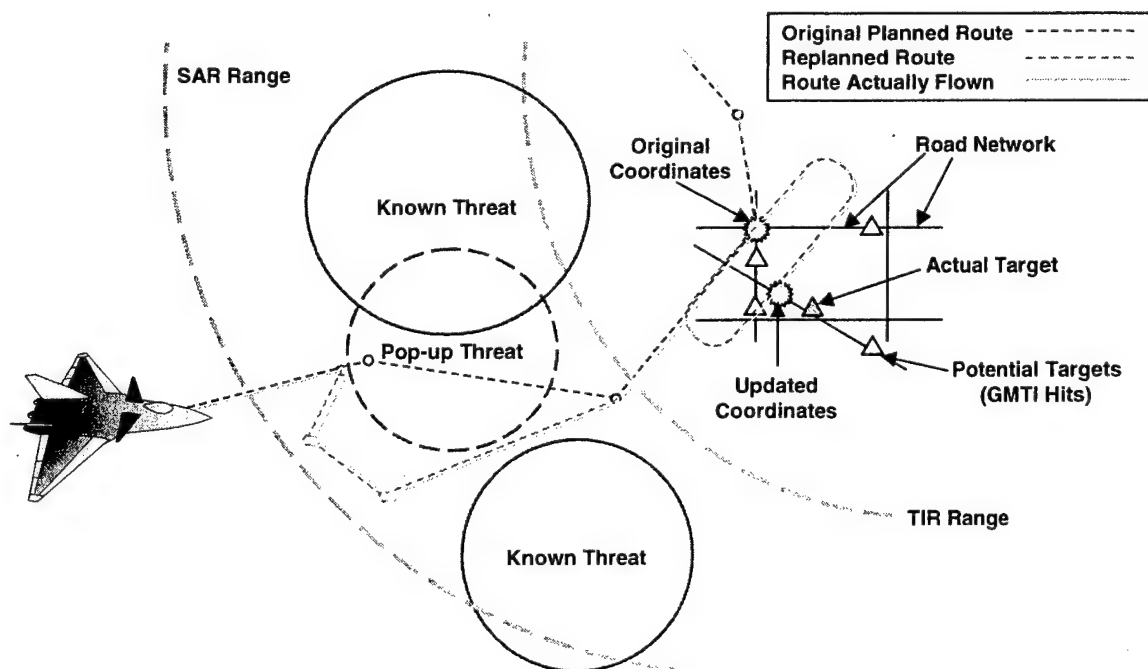 Original Planned Route
Replanned Route
Route Actually Flown
SAR Range
Original
Coordinates
Road Network
Known Threat
Actual Target
Pop-up Threat
Updated
Coordinates
Potential Targets
(GMTI Hits)
TIR Range
Known Threat